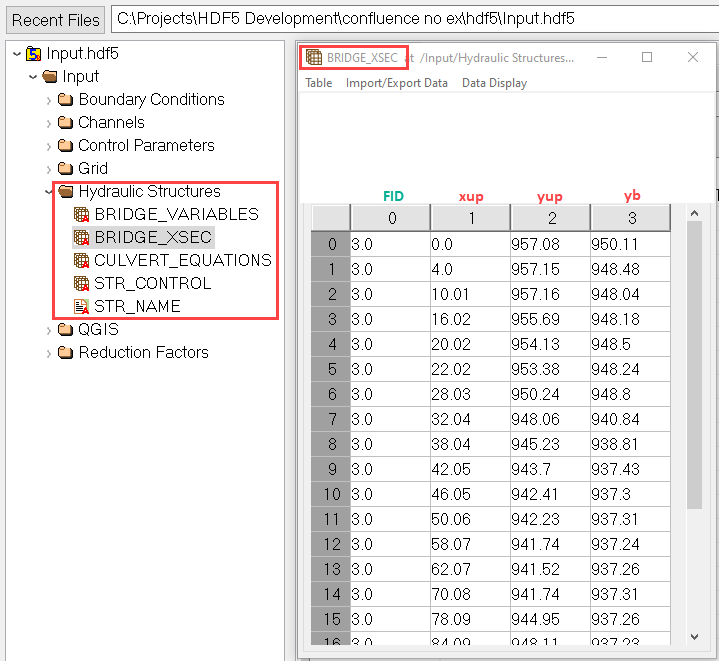 Recent Files C:\Projects\HDF5 Development\confluence no ex\hdf5\Input.hdf5
Input.hdf5
Input
Boundary Conditions
Channels
Control Parameters
Grid
Hydraulic Structures
BRIDGE_VARIABLES
BRIDGE_XSEC
CULVERT_EQUATIONS
STR_CONTROL
STR_NAME
QGIS
Reduction Factors
BRIDGE_XSEC at /Input/Hydraulic Structures...
Table Import/Export Data Data Display
FID xup yup yb
0 1 2 3
0 3.0 0.0 957.08 950.11
1 3.0 4.0 957.15 948.48
2 3.0 10.01 957.16 948.04
3 3.0 16.02 955.69 948.18
4 3.0 20.02 954.13 948.5
5 3.0 22.02 953.38 948.24
6 3.0 28.03 950.24 948.8
7 3.0 32.04 948.06 940.84
8 3.0 38.04 945.23 938.81
9 3.0 42.05 943.7 937.43
10 3.0 46.05 942.41 937.3
11 3.0 50.06 942.23 937.31
12 3.0 58.07 941.74 937.24
13 3.0 62.07 941.52 937.26
14 3.0 70.08 941.74 937.31
15 3.0 78.09 944.95 937.26
16 3.0 84.09 948.11 937.23